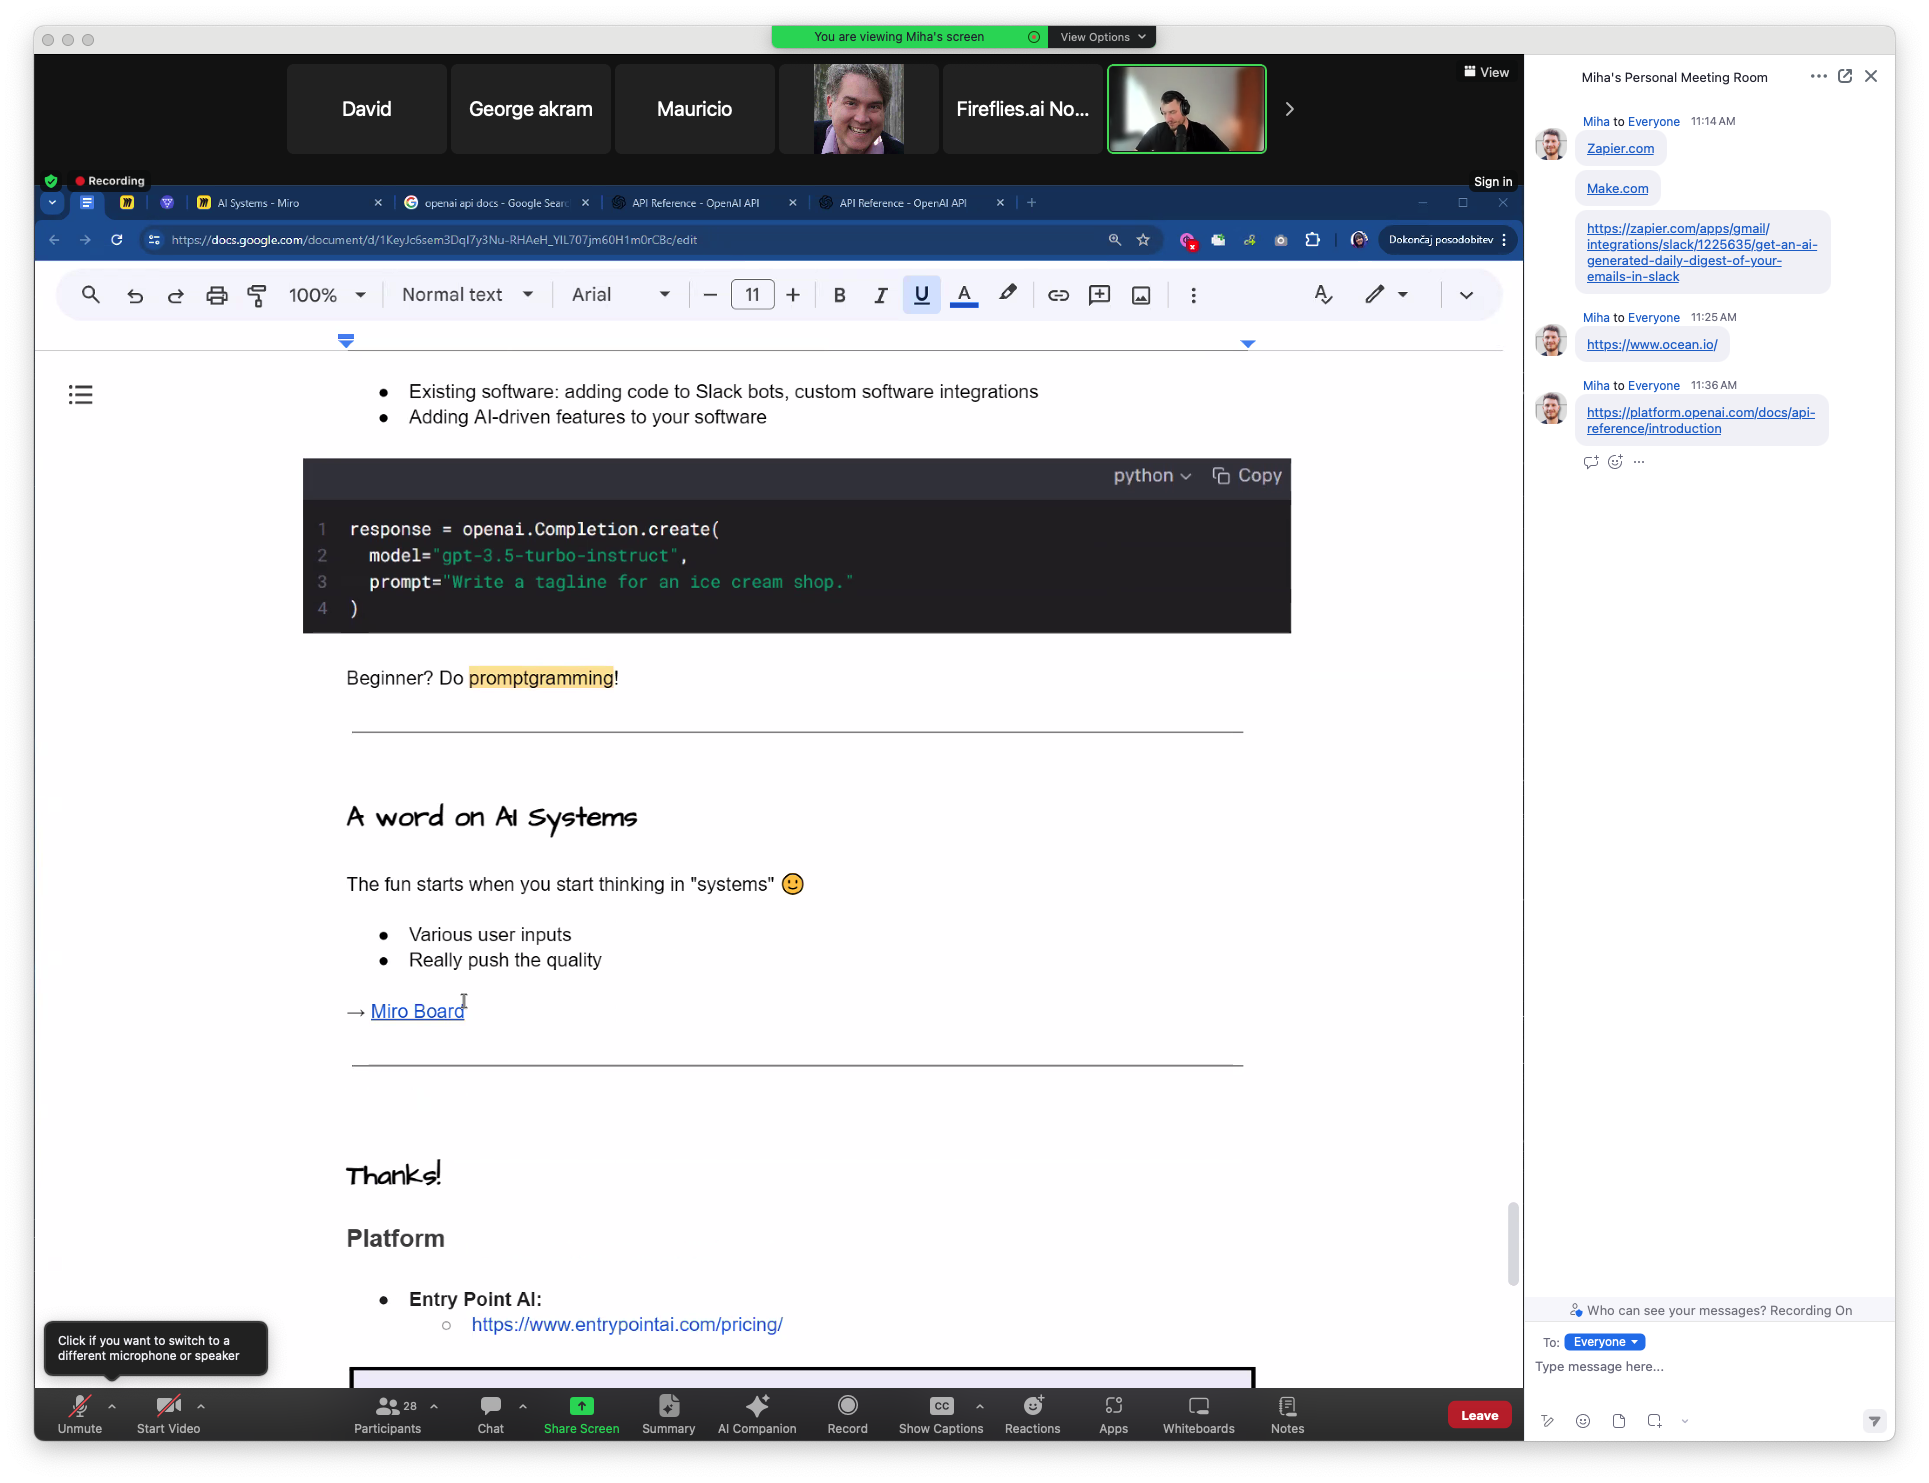 You are viewing Miha's screen
View Options
David
George akram
Mauricio
Fireflies.ai No...
View
Recording
Sign in
AI Systems - Miro
openai api docs - Google Searc
API Reference - OpenAI API
API Reference - OpenAI API
https://docs.google.com/document/d/1KeyJc6sem3DqI7y3Nu-RHAeH_YIL707jm60H1m0rCBc/edit
Dokončaj posodobitev
100%
Normal text
Arial
11
B
I
U
A
Existing software: adding code to Slack bots, custom software integrations
Adding AI-driven features to your software
python
Copy
1 response = openai.Completion.create(
2 model="gpt-3.5-turbo-instruct",
3 prompt="Write a tagline for an ice cream shop."
4 )
Beginner? Do promptgramming!
A word on AI Systems
The fun starts when you start thinking in "systems" 🙂
Various user inputs
Really push the quality
→ Miro Board
Thanks!
Platform
Entry Point AI:
https://www.entrypointai.com/pricing/
Click if you want to switch to a
different microphone or speaker
Unmute
Start Video
Participants
28
Chat
Share Screen
Summary
AI Companion
Record
CC
Show Captions
Reactions
Apps
Whiteboards
Notes
Leave
Miha's Personal Meeting Room
Miha to Everyone 11:14 AM
Zapier.com
Make.com
https://zapier.com/apps/gmail/
integrations/slack/1225635/get-an-ai-
generated-daily-digest-of-your-
emails-in-slack
Miha to Everyone 11:25 AM
https://www.ocean.io/
Miha to Everyone 11:36 AM
https://platform.openai.com/docs/api-
reference/introduction
Who can see your messages? Recording On
To: Everyone
Type message here...